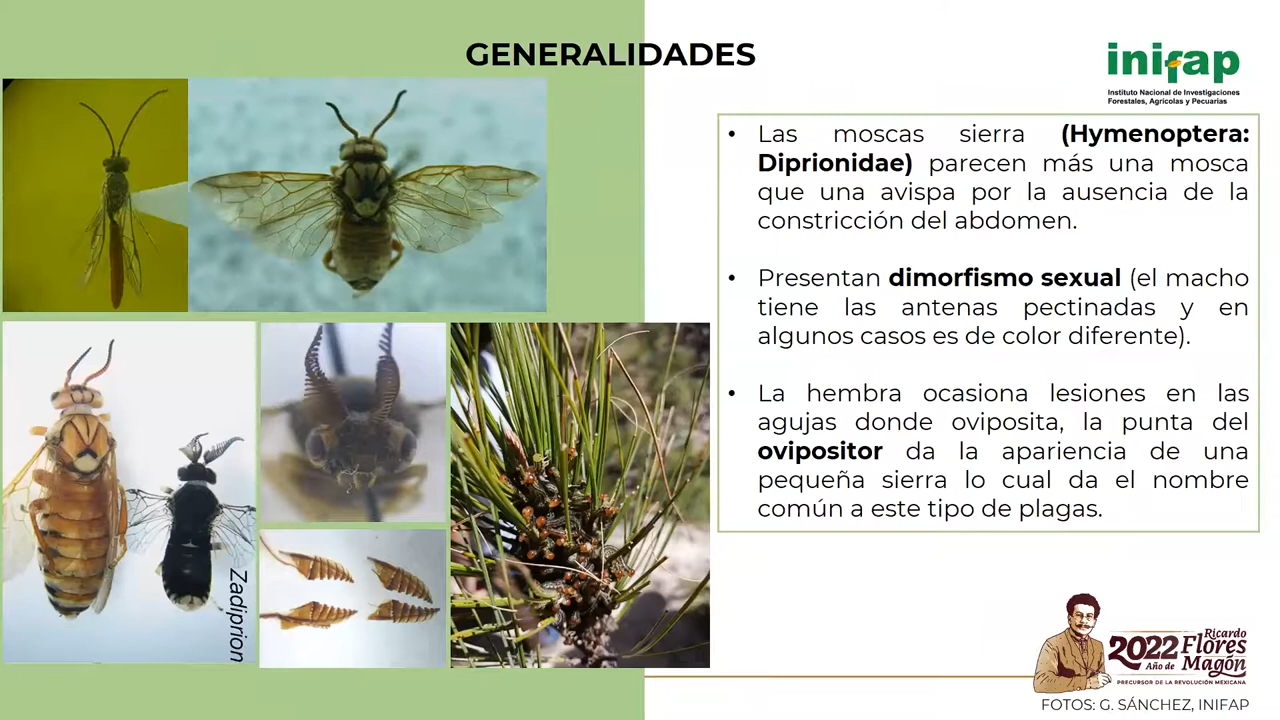 GENERALIDADES
inifap
Instituto Nacional de Investigaciones
Forestales, Agrícolas y Pecuarias
• Las moscas sierra (Hymenoptera:
Diprionidae) parecen más una mosca
que una avispa por la ausencia de la
constricción del abdomen.
• Presentan dimorfismo sexual (el macho
tiene las antenas pectinadas y en
algunos casos es de color diferente).
• La hembra ocasiona lesiones en las
agujas donde oviposita, la punta del
ovipositor da la apariencia de una
pequeña sierra lo cual da el nombre
común a este tipo de plagas.
Zadiprion
2022
Año de
Ricardo
Flores
Magón
PRECURSOR DE LA REVOLUCIÓN MEXICANA
FOTOS: G. SÁNCHEZ, INIFAP